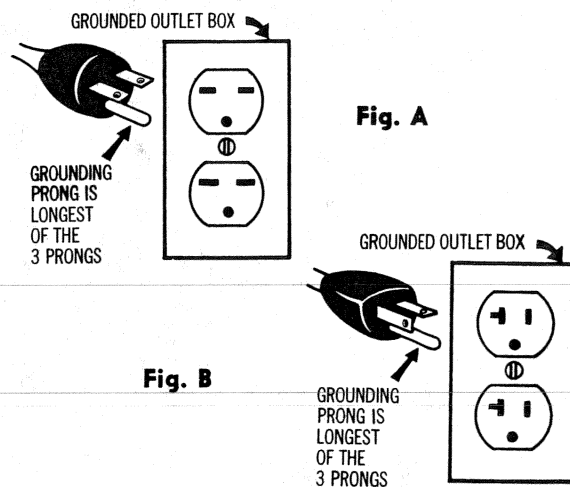 GROUNDED OUTLET BOX
Fig. A
GROUNDING
PRONG IS
LONGEST
OF THE
3 PRONGS
GROUNDED OUTLET BOX
Fig. B
GROUNDING
PRONG IS
LONGEST
OF THE
3 PRONGS